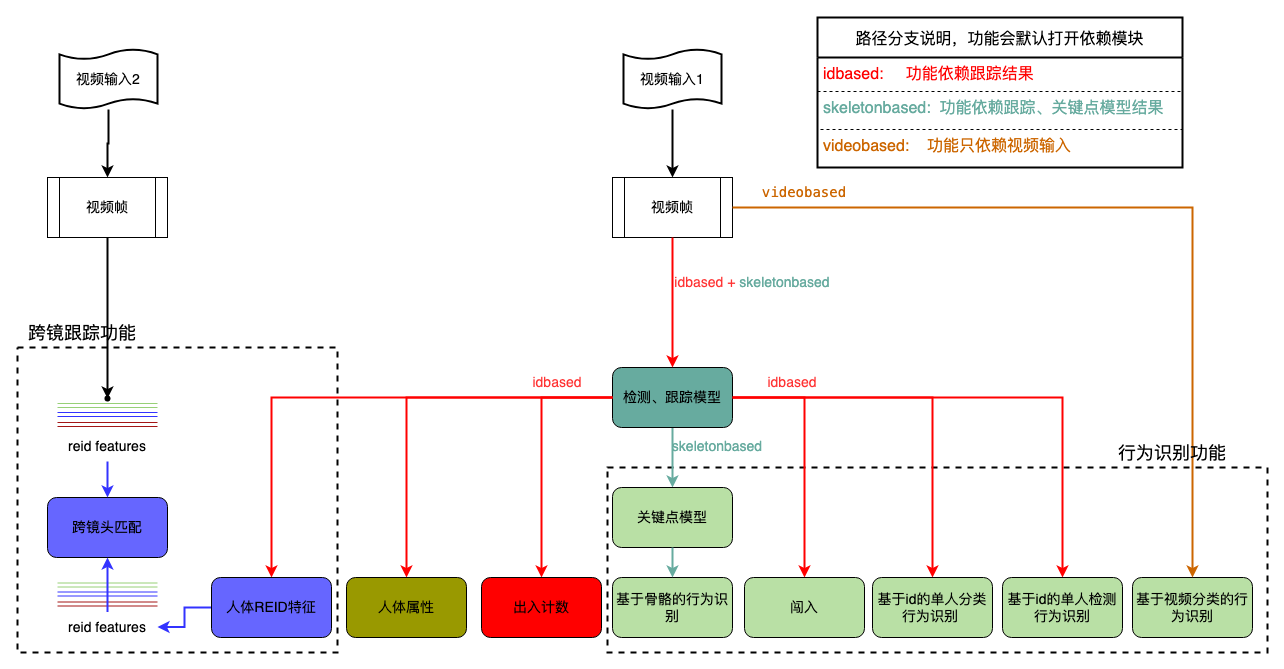 路径分支说明，功能会默认打开依赖模块
idbased: 功能依赖跟踪结果
skeletonbased: 功能依赖跟踪、关键点模型结果
videobased: 功能只依赖视频输入
视频输入2
视频输入1
视频帧
视频帧
videobased
idbased + skeletonbased
跨镜跟踪功能
idbased
idbased
检测、跟踪模型
reid features
skeletonbased
行为识别功能
跨镜头匹配
关键点模型
人体REID特征
人体属性
出入计数
基于骨骼的行为识
别
闯入
基于id的单人分类
行为识别
基于id的单人检测
行为识别
基于视频分类的行
为识别
reid features